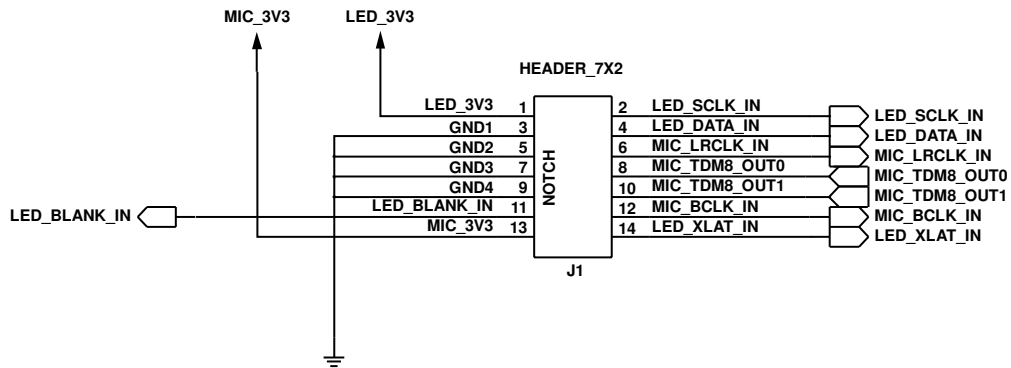 MIC_3V3 LED_3V3
HEADER_7X2
LED_3V3 1 2 LED_SCLK_IN LED_SCLK_IN
GND1 3 4 LED_DATA_IN LED_DATA_IN
GND2 5 6 MIC_LRCLK_IN MIC_LRCLK_IN
GND3 7 8 MIC_TDM8_OUT0 MIC_TDM8_OUT0
GND4 9 10 MIC_TDM8_OUT1 MIC_TDM8_OUT1
LED_BLANK_IN LED_BLANK_IN 11 12 MIC_BCLK_IN MIC_BCLK_IN
MIC_3V3 13 14 LED_XLAT_IN LED_XLAT_IN
NOTCH
J1